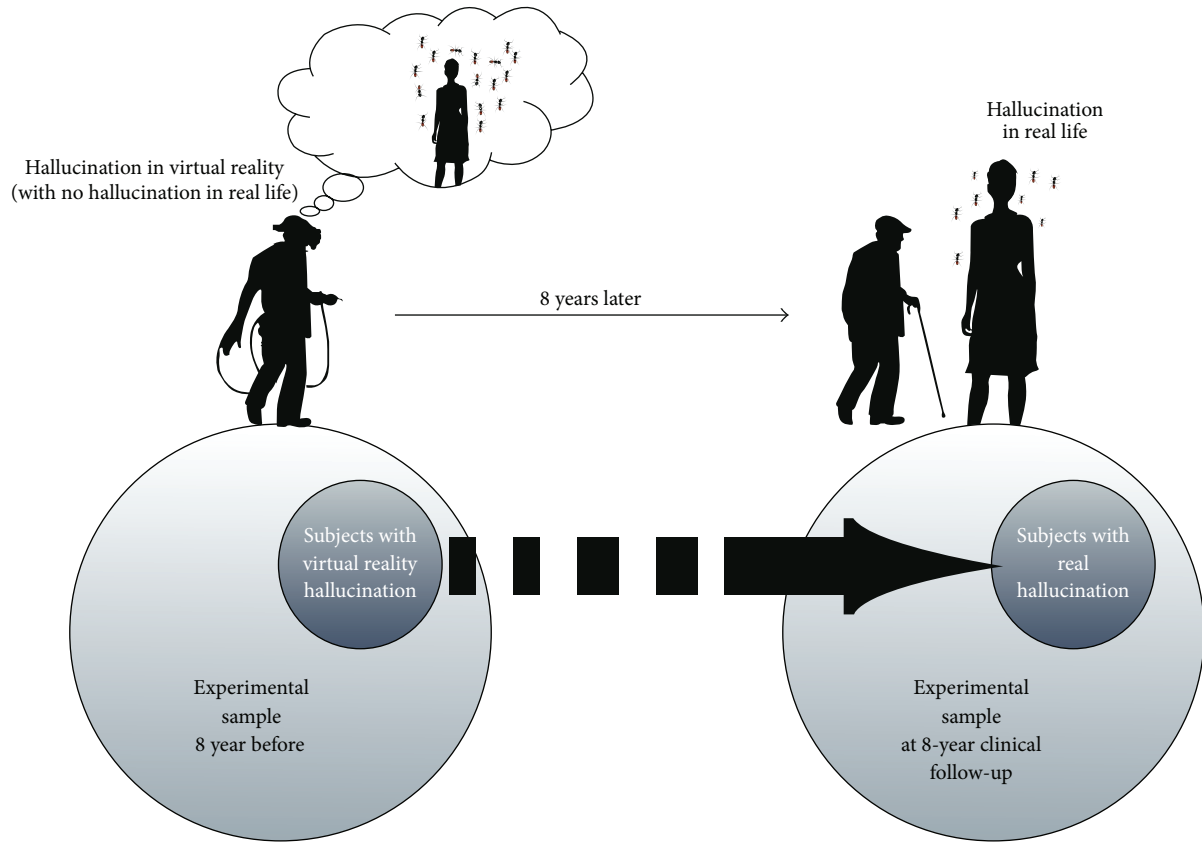 Hallucination in virtual reality
(with no hallucination in real life)
Hallucination
in real life
8 years later
Subjects with
virtual reality
hallucination
Experimental
sample
8 year before
Subjects with
real
hallucination
Experimental
sample
at 8-year clinical
follow-up